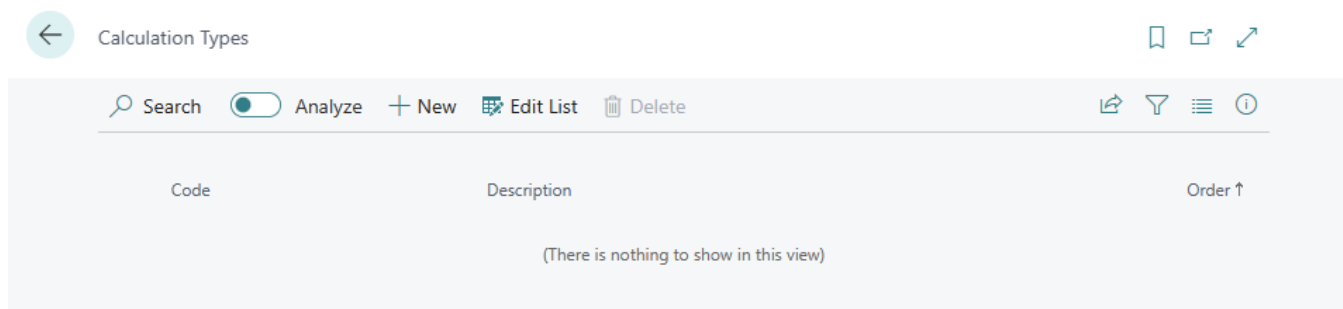 Calculation Types
Search Analyze New Edit List Delete
Code Description Order ↑
(There is nothing to show in this view)